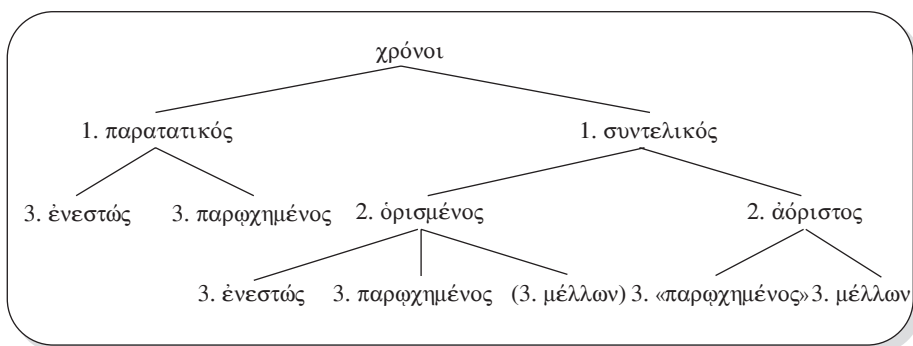 χρόνοι
1. παρατατικός 1. συντελικός
3. ἐνεστώς 3. παρῳχημένος 2. ὁρισμένος 2. ἀόριστος
3. ἐνεστώς 3. παρῳχημένος (3. μέλλων) 3. «παρῳχημένος» 3. μέλλων